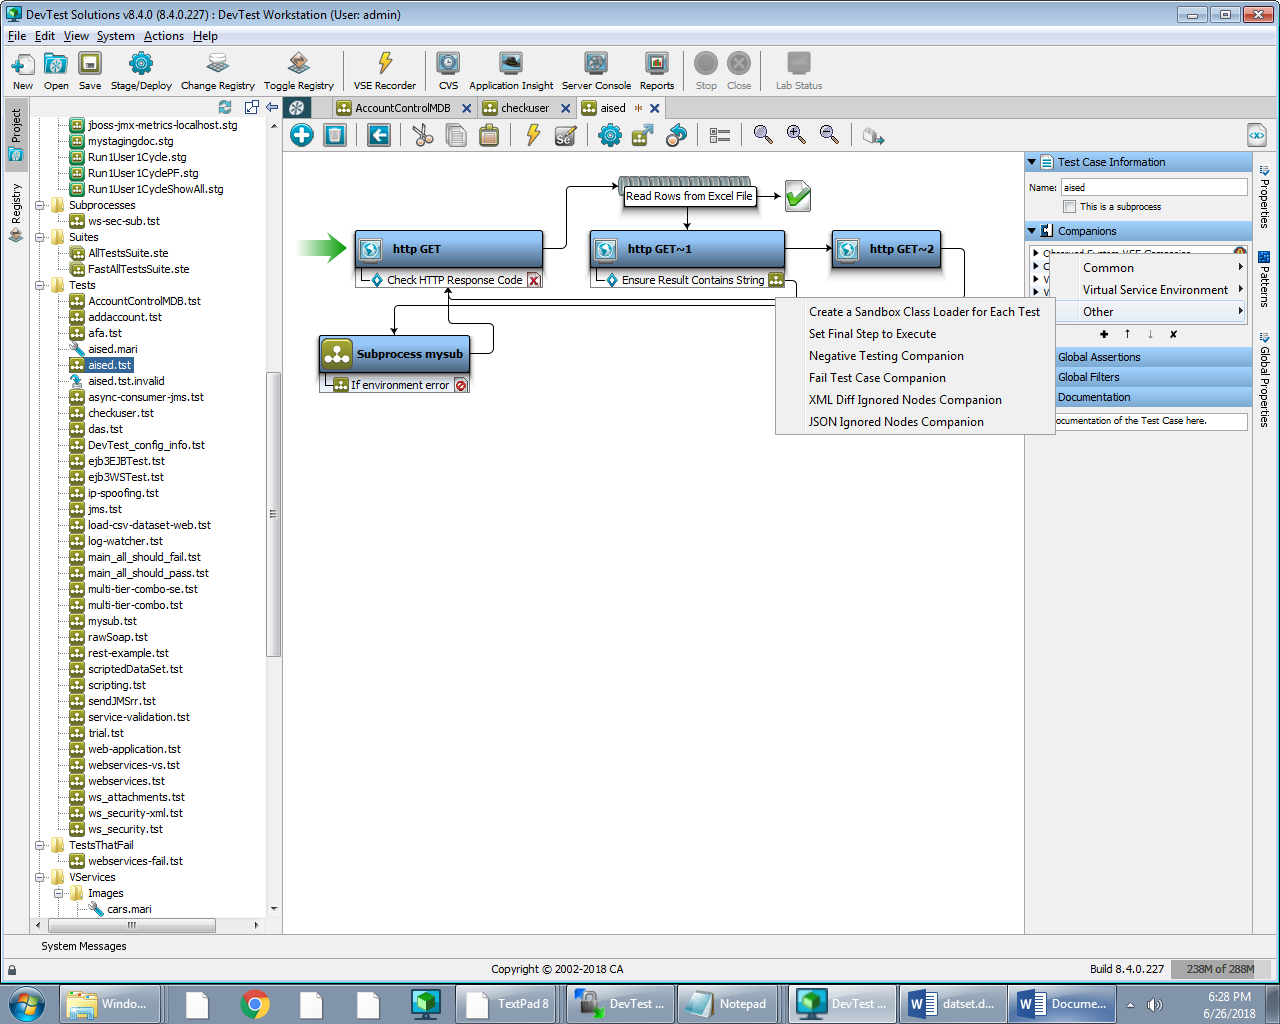 DevTest Solutions v8.4.0 (8.4.0.227) : DevTest Workstation (User: admin)
File Edit View System Actions Help
New Open Save Stage/Deploy Change Registry Toggle Registry VSE Recorder CVS Application Insight Server Console Reports Stop Close Lab Status
Project
Registry
jboss-jmx-metrics-localhost.stg
mystagingdoc.stg
Run1User1Cycle.stg
Run1User1CyclePF.stg
Run1User1CycleShowAll.stg
Subprocesses
ws-sec-sub.tst
Suites
AllTestsSuite.ste
FastAllTestsSuite.ste
Tests
AccountControlMDB.tst
addaccount.tst
afa.tst
aised.mari
aised.tst
aised.tst.invalid
async-consumer-jms.tst
checkuser.tst
das.tst
DevTest_config_info.tst
ejb3EJBTest.tst
ejb3WSTest.tst
ip-spoofing.tst
jms.tst
load-csv-dataset-web.tst
log-watcher.tst
main_all_should_fail.tst
main_all_should_pass.tst
multi-tier-combo-se.tst
multi-tier-combo.tst
mysub.tst
rawSoap.tst
rest-example.tst
scriptedDataSet.tst
scripting.tst
sendJMSrr.tst
service-validation.tst
trial.tst
web-application.tst
webservices-vs.tst
webservices.tst
ws_attachments.tst
ws_security-xml.tst
ws_security.tst
TestsThatFail
webservices-fail.tst
VServices
Images
cars.mari
AccountControlMDB checkuser aised
Read Rows from Excel File
http GET
Check HTTP Response Code
http GET~1
Ensure Result Contains String
http GET~2
Subprocess mysub
If environment error
Test Case Information
Name: aised
This is a subprocess
Companions
Common
Virtual Service Environment
Other
Create a Sandbox Class Loader for Each Test
Set Final Step to Execute
Negative Testing Companion
Fail Test Case Companion
XML Diff Ignored Nodes Companion
JSON Ignored Nodes Companion
Global Assertions
Global Filters
Documentation
ocumentation of the Test Case here.
Properties
Patterns
Global Properties
System Messages
Copyright © 2002-2018 CA
Build 8.4.0.227
238M of 288M
Windo...
TextPad 8
DevTest ...
Notepad
DevTest ...
datset.d...
Docume...
6:28 PM
6/26/2018